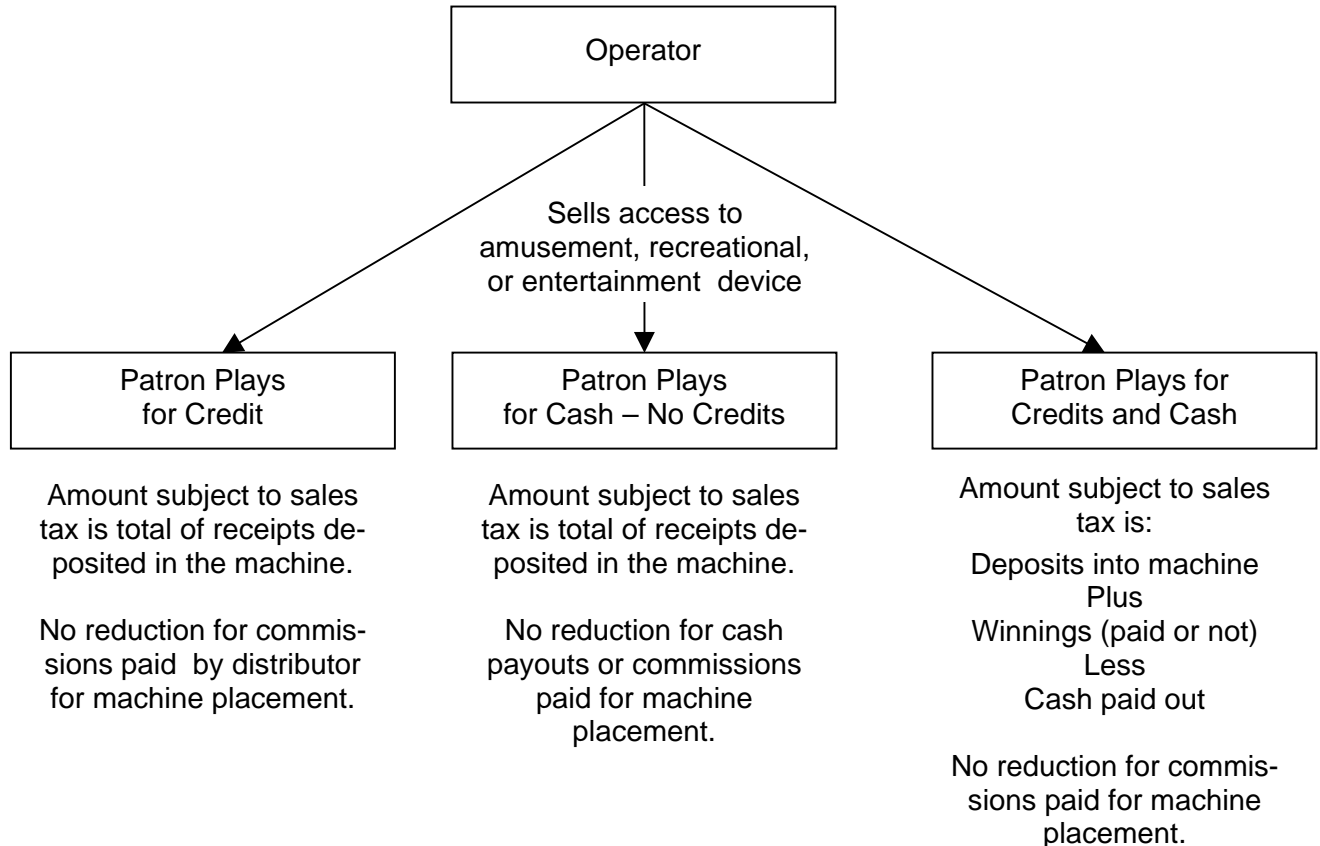 Operator
Sells access to
amusement, recreational,
or entertainment  device
Patron Plays
for Credit
Amount subject to sales
tax is total of receipts de-
posited in the machine.
No reduction for commis-
sions paid  by distributor
for machine placement.
Patron Plays
for Cash – No Credits
Amount subject to sales
tax is total of receipts de-
posited in the machine.
No reduction for cash
payouts or commissions
paid for machine
placement.
Patron Plays for
Credits and Cash
Amount subject to sales
tax is:
Deposits into machine
Plus
Winnings (paid or not)
Less
Cash paid out
No reduction for commis-
sions paid for machine
placement.